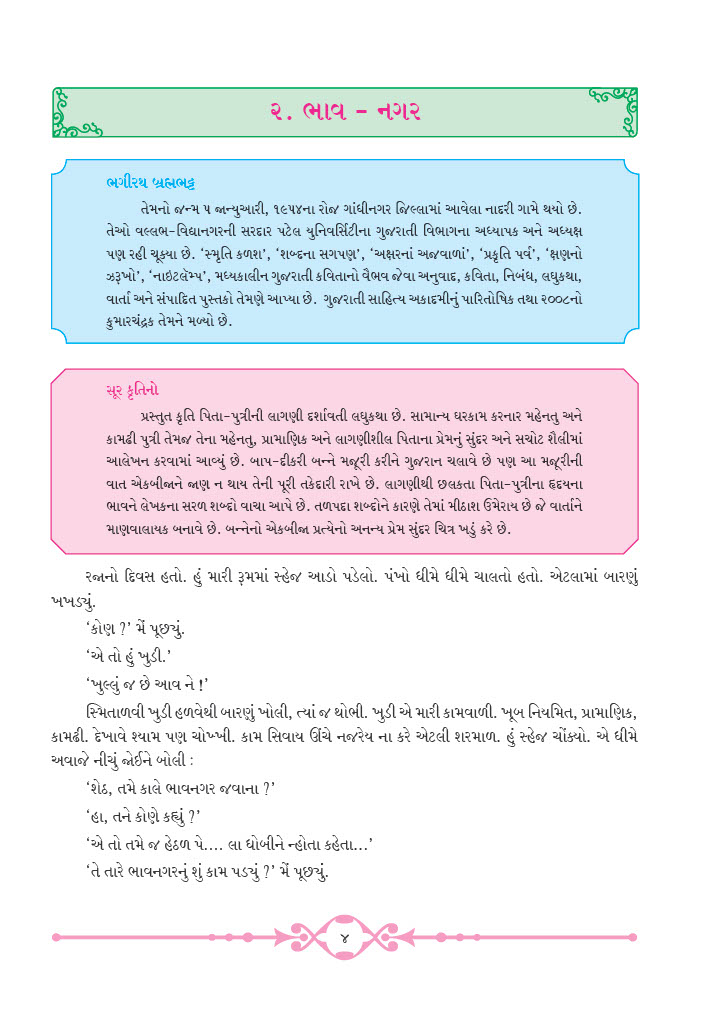 ૨. ભાવ - નગર
ભગીરથ બ્રહ્મભટ્ટ
તેમનો જન્મ ૫ જાન્યુઆરી, ૧૯૫૪ના રોજ ગાંધીનગર જિલ્લામાં આવેલા નાદરી ગામે થયો છે.
તેઓ વલ્લભ-વિદ્યાનગરની સરદાર પટેલ યુનિવર્સિટીના ગુજરાતી વિભાગના અધ્યાપક અને અધ્યક્ષ
પણ રહી ચૂક્યા છે. ‘સ્મૃતિ કળશ’, ‘શબ્દના સગપણ’, ‘અક્ષરનાં અજવાળાં’, ‘પ્રકૃતિ પર્વ’, ‘ક્ષણનો
ઝરૂખો’, ‘નાઇટલૅમ્પ’, મધ્યકાલીન ગુજરાતી કવિતાનો વૈભવ જેવા અનુવાદ, કવિતા, નિબંધ, લઘુકથા,
વાર્તા અને સંપાદિત પુસ્તકો તેમણે આપ્યા છે. ગુજરાતી સાહિત્ય અકાદમીનું પારિતોષિક તથા ૨૦૦૮નો
કુમારચંદ્રક તેમને મળ્યો છે.
સૂર કૃતિનો
પ્રસ્તુત કૃતિ પિતા-પુત્રીની લાગણી દર્શાવતી લઘુકથા છે. સામાન્ય ઘરકામ કરનાર મહેનતુ અને
કામઢી પુત્રી તેમજ તેના મહેનતુ, પ્રામાણિક અને લાગણીશીલ પિતાના પ્રેમનું સુંદર અને સચોટ શૈલીમાં
આલેખન કરવામાં આવ્યું છે. બાપ-દીકરી બન્ને મજૂરી કરીને ગુજરાન ચલાવે છે પણ આ મજૂરીની
વાત એકબીજાને જાણ ન થાય તેની પૂરી તકેદારી રાખે છે. લાગણીથી છલકતા પિતા-પુત્રીના હૃદયના
ભાવને લેખકના સરળ શબ્દો વાચા આપે છે. તળપદા શબ્દોને કારણે તેમાં મીઠાશ ઉમેરાય છે જે વાર્તાને
માણવાલાયક બનાવે છે. બન્નેનો એકબીજા પ્રત્યેનો અનન્ય પ્રેમ સુંદર ચિત્ર ખડું કરે છે.
રજાનો દિવસ હતો. હું મારી રૂમમાં સ્હેજ આડો પડેલો. પંખો ધીમે ધીમે ચાલતો હતો. એટલામાં બારણું
ખખડ્યું.
‘કોણ ?’ મેં પૂછ્યું.
‘એ તો હું ખુડી.’
‘ખુલ્લું જ છે આવ ને !’
સ્મિતાળવી ખુડી હળવેથી બારણું ખોલી, ત્યાં જ થોભી. ખુડી એ મારી કામવાળી. ખૂબ નિયમિત, પ્રામાણિક,
કામઢી. દેખાવે શ્યામ પણ ચોખ્ખી. કામ સિવાય ઊંચે નજરેય ના કરે એટલી શરમાળ. હું સ્હેજ ચોંક્યો. એ ધીમે
અવાજે નીચું જોઈને બોલી :
‘શેઠ, તમે કાલે ભાવનગર જવાના ?’
‘હા, તને કોણે કહ્યું ?’
‘એ તો તમે જ હેઠળ પે.... લા ધોબીને ન્હોતા કહેતા...’
‘તે તારે ભાવનગરનું શું કામ પડ્યું ?’ મેં પૂછ્યું.
૪